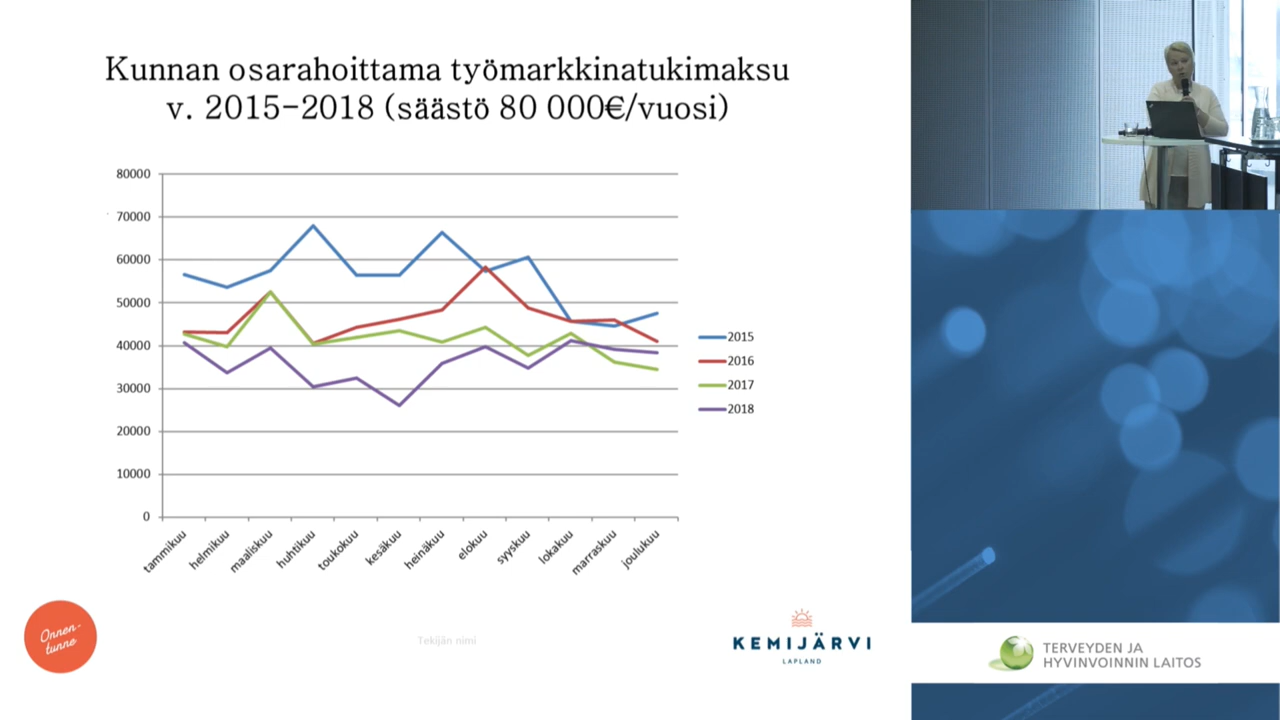 Kunnan osarahoittama työmarkkinatukimaksu
v. 2015-2018 (säästö 80 000€/vuosi)
80000
70000
60000
50000
40000
30000
20000
10000
0
tammikuu
helmikuu
maaliskuu
huhtikuu
toukokuu
kesäkuu
heinäkuu
elokuu
syyskuu
lokakuu
marraskuu
joulukuu
2015
2016
2017
2018
Onnen-
tunne
Tekijän nimi
KEMIJÄRVI
LAPLAND
TERVEYDEN JA
HYVINVOINNIN LAITOS